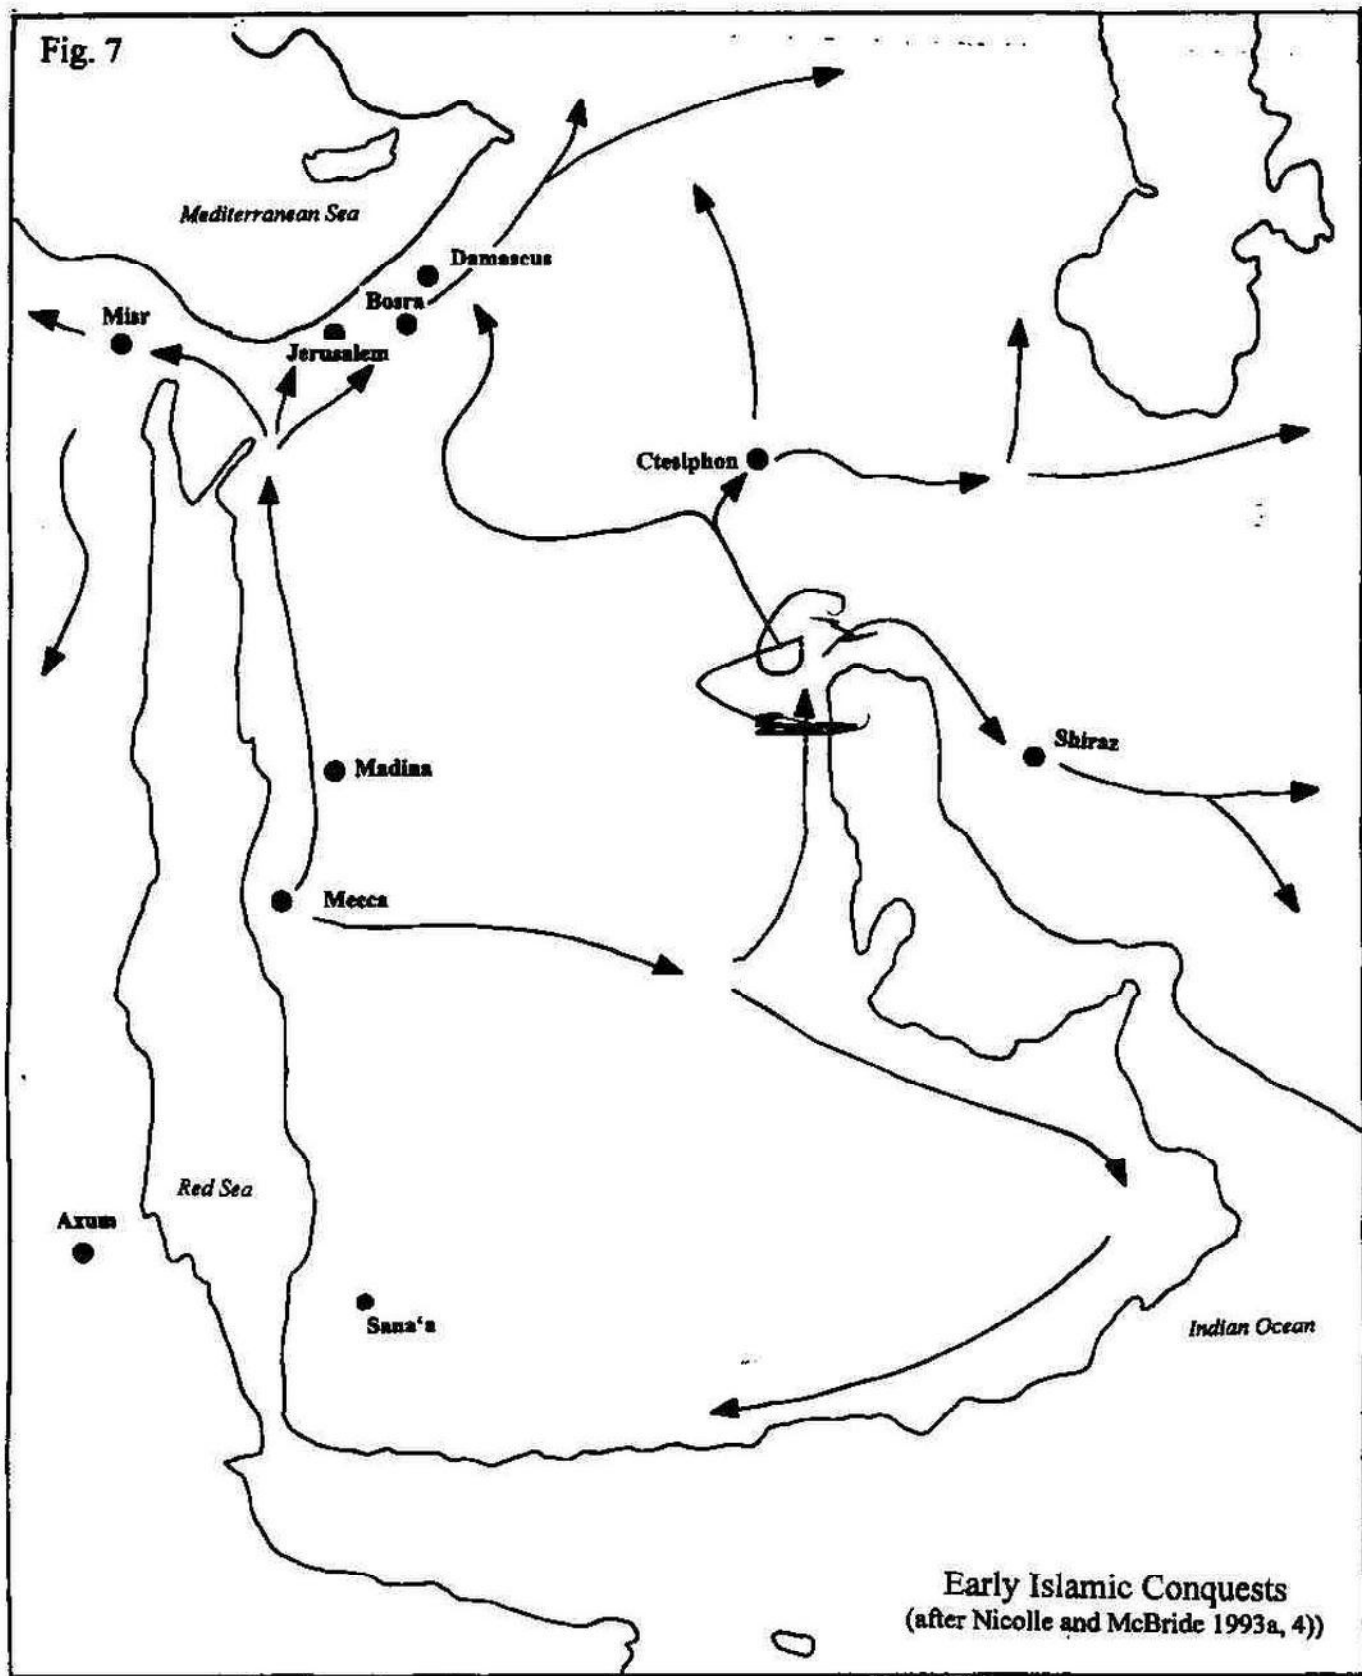 Fig. 7
Mediterranean Sea
Damascus
Bosra
Misr
Jerusalem
Ctesiphon
Shiraz
Madina
Mecca
Red Sea
Axum
Sana‘a
Indian Ocean
Early Islamic Conquests
(after Nicolle and McBride 1993a, 4))